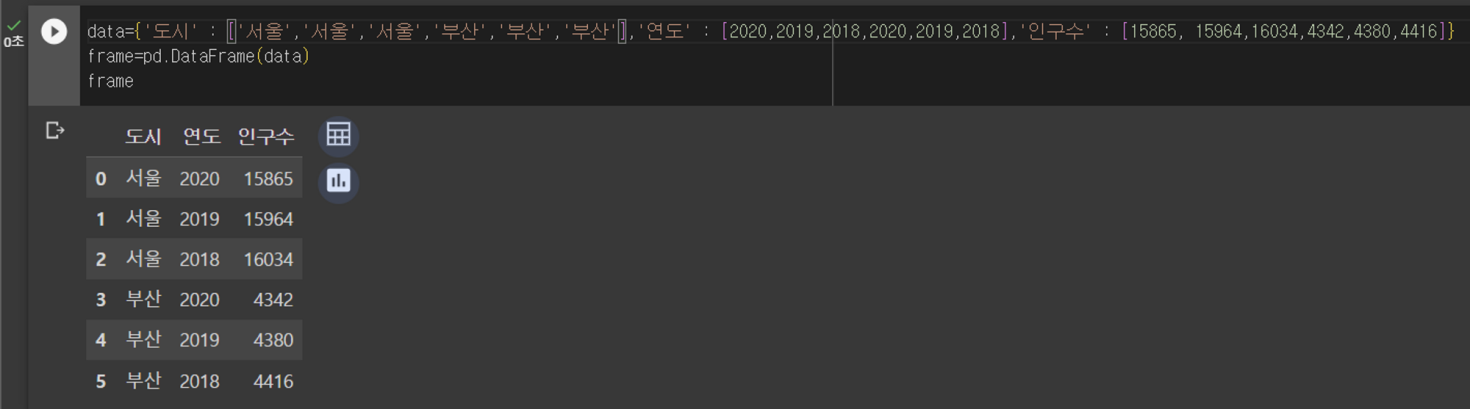 data={'도시' : ['서울','서울','서울','부산','부산','부산'],'연도' : [2020,2019,2018,2020,2019,2018],'인구수' : [15865, 15964,16034,4342,4380,4416]}
0초
frame=pd.DataFrame(data)
frame
도시 연도 인구수
0 서울 2020 15865
1 서울 2019 15964
2 서울 2018 16034
3 부산 2020 4342
4 부산 2019 4380
5 부산 2018 4416